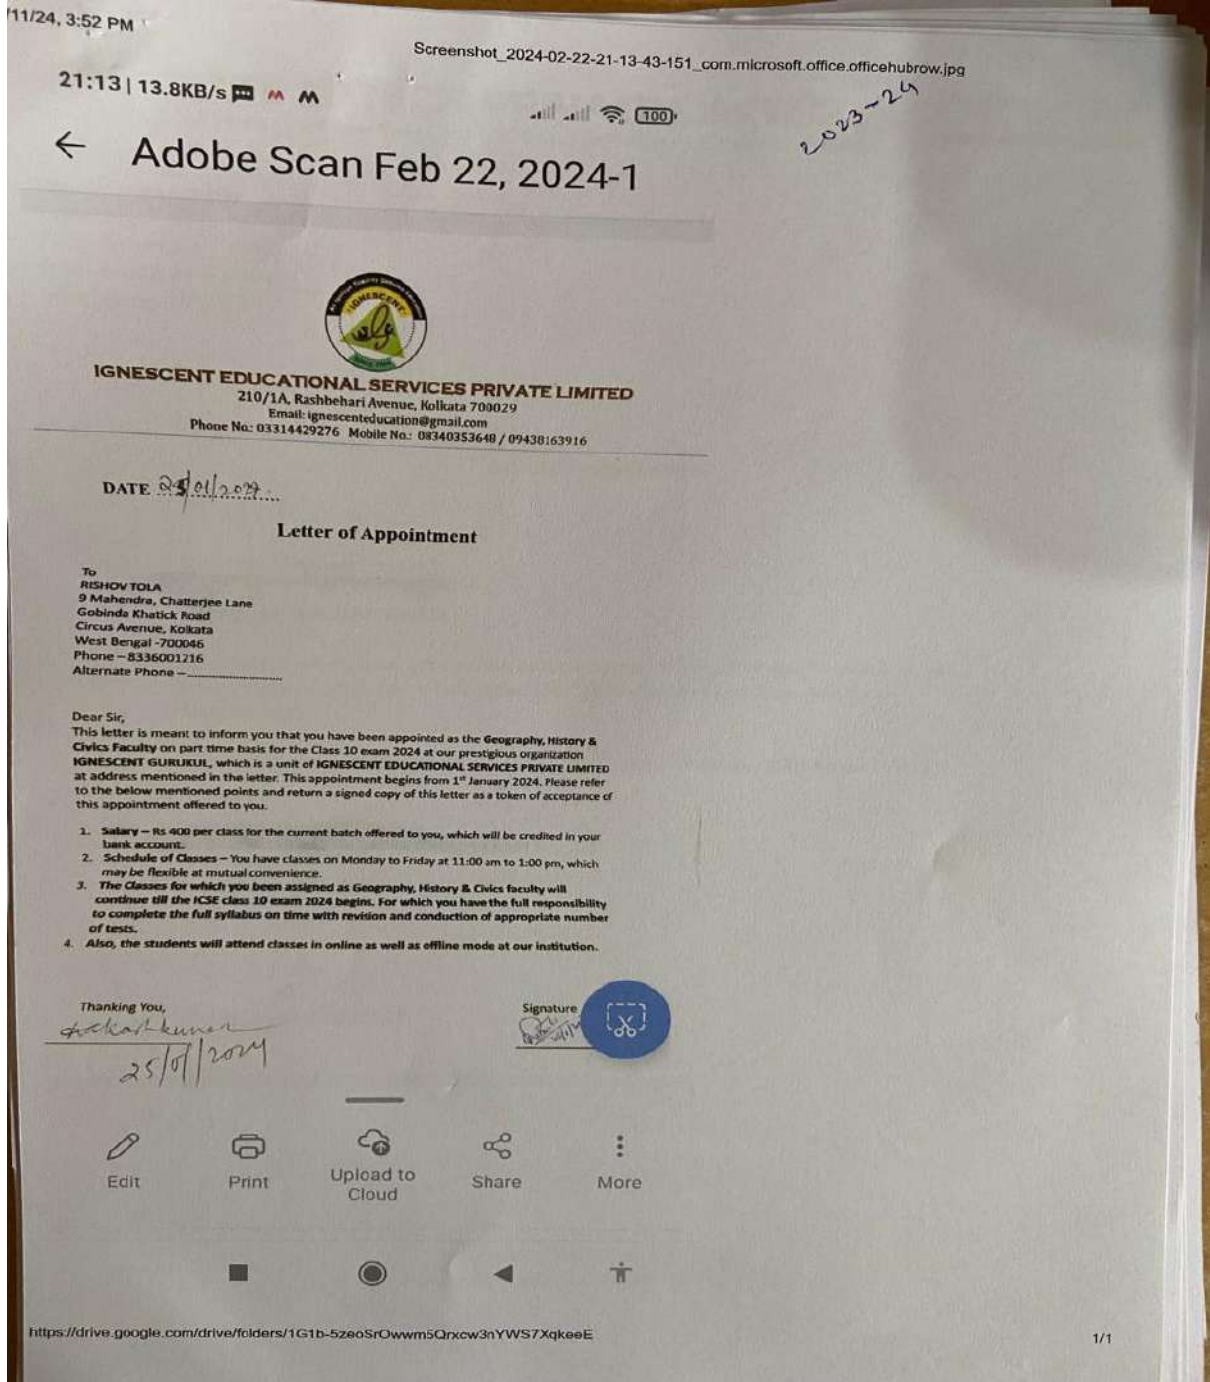 /11/24, 3:52 PM
Screenshot_2024-02-22-21-13-43-151_com.microsoft.office.officehubrow.jpg
2023-24
21:13 | 13.8KB/s
100
Adobe Scan Feb 22, 2024-1
IGNESCENT
IGNESCENT EDUCATIONAL SERVICES PRIVATE LIMITED
210/1A, Rashbehari Avenue, Kolkata 700029
Email: ignescenteducation@gmail.com
Phone No.: 03314429276 Mobile No.: 08340353648 / 09438163916
DATE 25/01/2024
Letter of Appointment
To
RISHOV TOLA
9 Mahendra, Chatterjee Lane
Gobinda Khatick Road
Circus Avenue, Kolkata
West Bengal -700046
Phone – 8336001216
Alternate Phone –
Dear Sir,
This letter is meant to inform you that you have been appointed as the Geography, History &
Civics Faculty on part time basis for the Class 10 exam 2024 at our prestigious organization
IGNESCENT GURUKUL, which is a unit of IGNESCENT EDUCATIONAL SERVICES PRIVATE LIMITED
at address mentioned in the letter. This appointment begins from 1st January 2024. Please refer
to the below mentioned points and return a signed copy of this letter as a token of acceptance of
this appointment offered to you.
1. Salary – Rs 400 per class for the current batch offered to you, which will be credited in your
bank account.
2. Schedule of Classes – You have classes on Monday to Friday at 11:00 am to 1:00 pm, which
may be flexible at mutual convenience.
3. The Classes for which you been assigned as Geography, History & Civics faculty will
continue till the ICSE class 10 exam 2024 begins. For which you have the full responsibility
to complete the full syllabus on time with revision and conduction of appropriate number
of tests.
4. Also, the students will attend classes in online as well as offline mode at our institution.
Thanking You,
Signature
25/01/2024
Edit
Print
Upload to
Cloud
Share
More
https://drive.google.com/drive/folders/1G1b-5zeoSrOwwm5Qrxcw3nYWS7XqkeeE
1/1